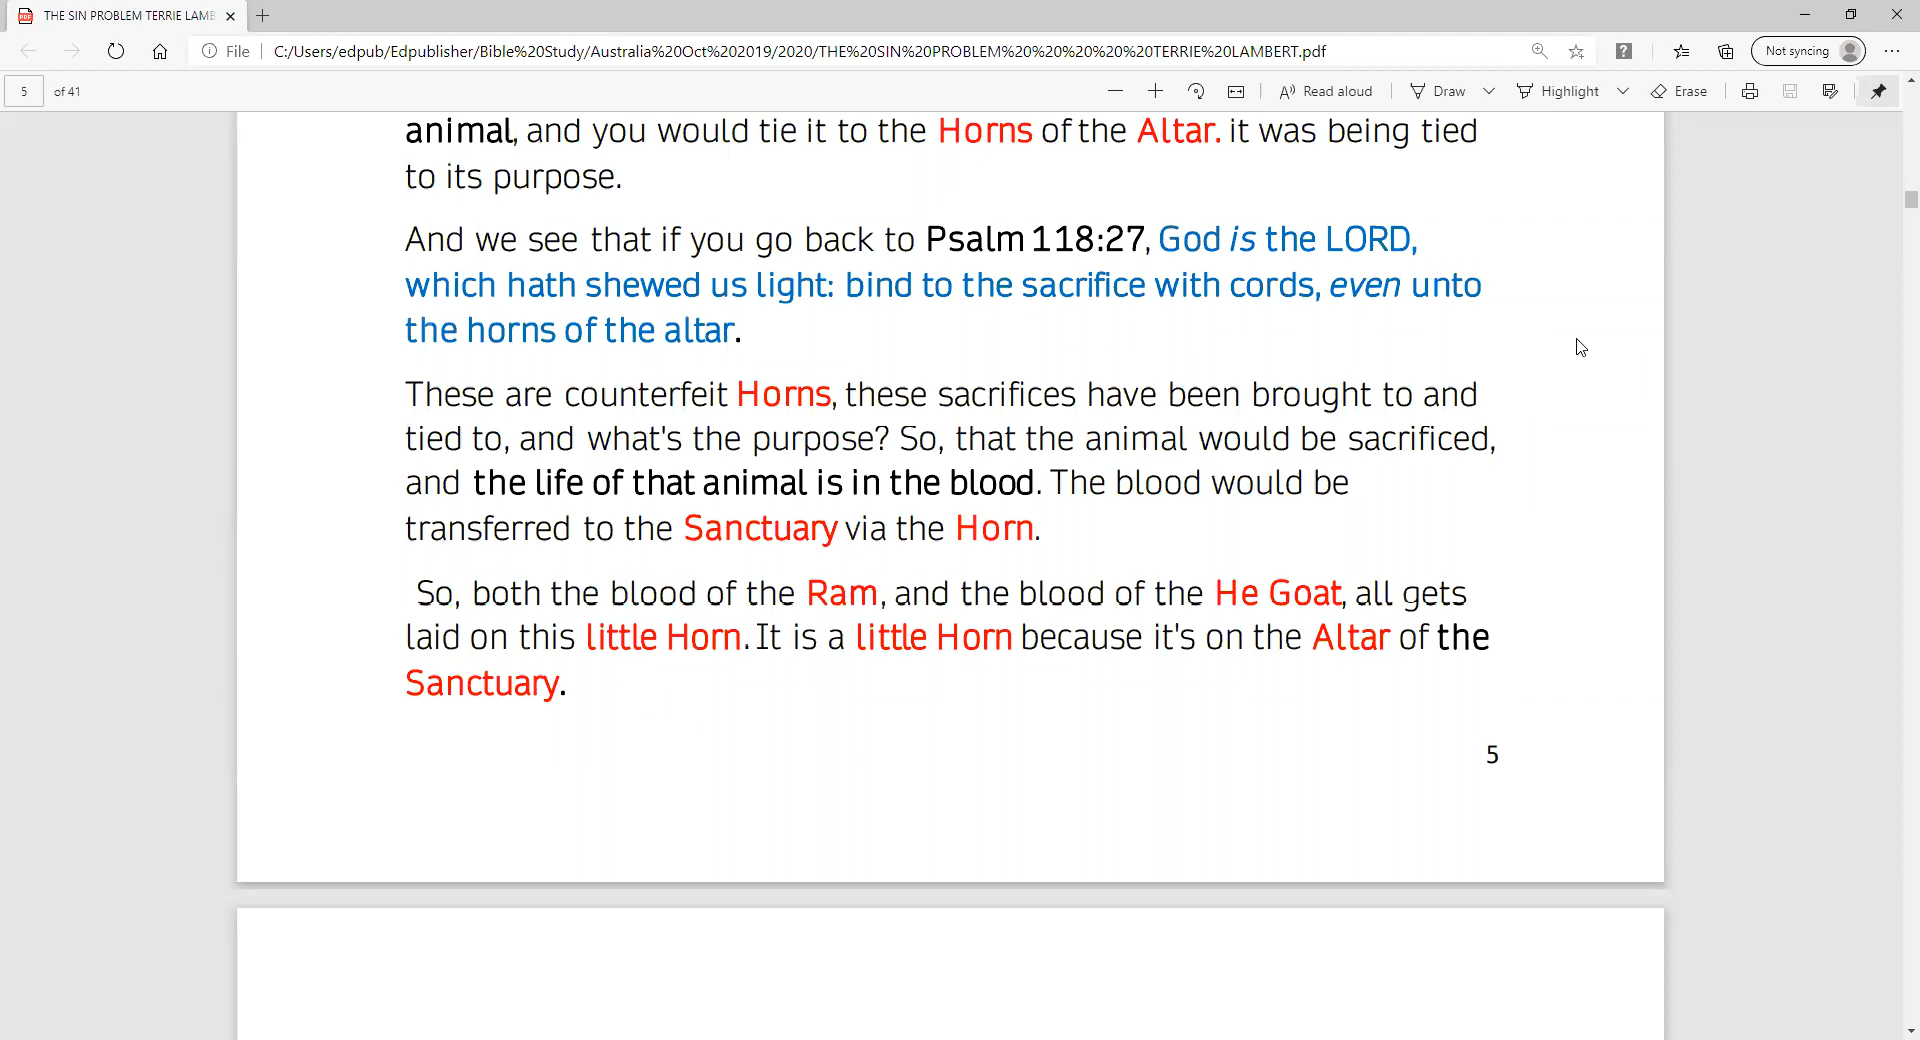 THE SIN PROBLEM TERRIE LAMB
File
C:/Users/edpub/Edpublisher/Bible%20Study/Australia%20Oct%202019/2020/THE%20SIN%20PROBLEM%20%20%20%20%20TERRIE%20LAMBERT.pdf
Not syncing
5 of 41
Read aloud
Draw
Highlight
Erase
animal, and you would tie it to the Horns of the Altar. it was being tied
to its purpose.
And we see that if you go back to Psalm 118:27, God is the LORD,
which hath shewed us light: bind to the sacrifice with cords, even unto
the horns of the altar.
These are counterfeit Horns, these sacrifices have been brought to and
tied to, and what's the purpose? So, that the animal would be sacrificed,
and the life of that animal is in the blood. The blood would be
transferred to the Sanctuary via the Horn.
So, both the blood of the Ram, and the blood of the He Goat, all gets
laid on this little Horn. It is a little Horn because it's on the Altar of the
Sanctuary.
5